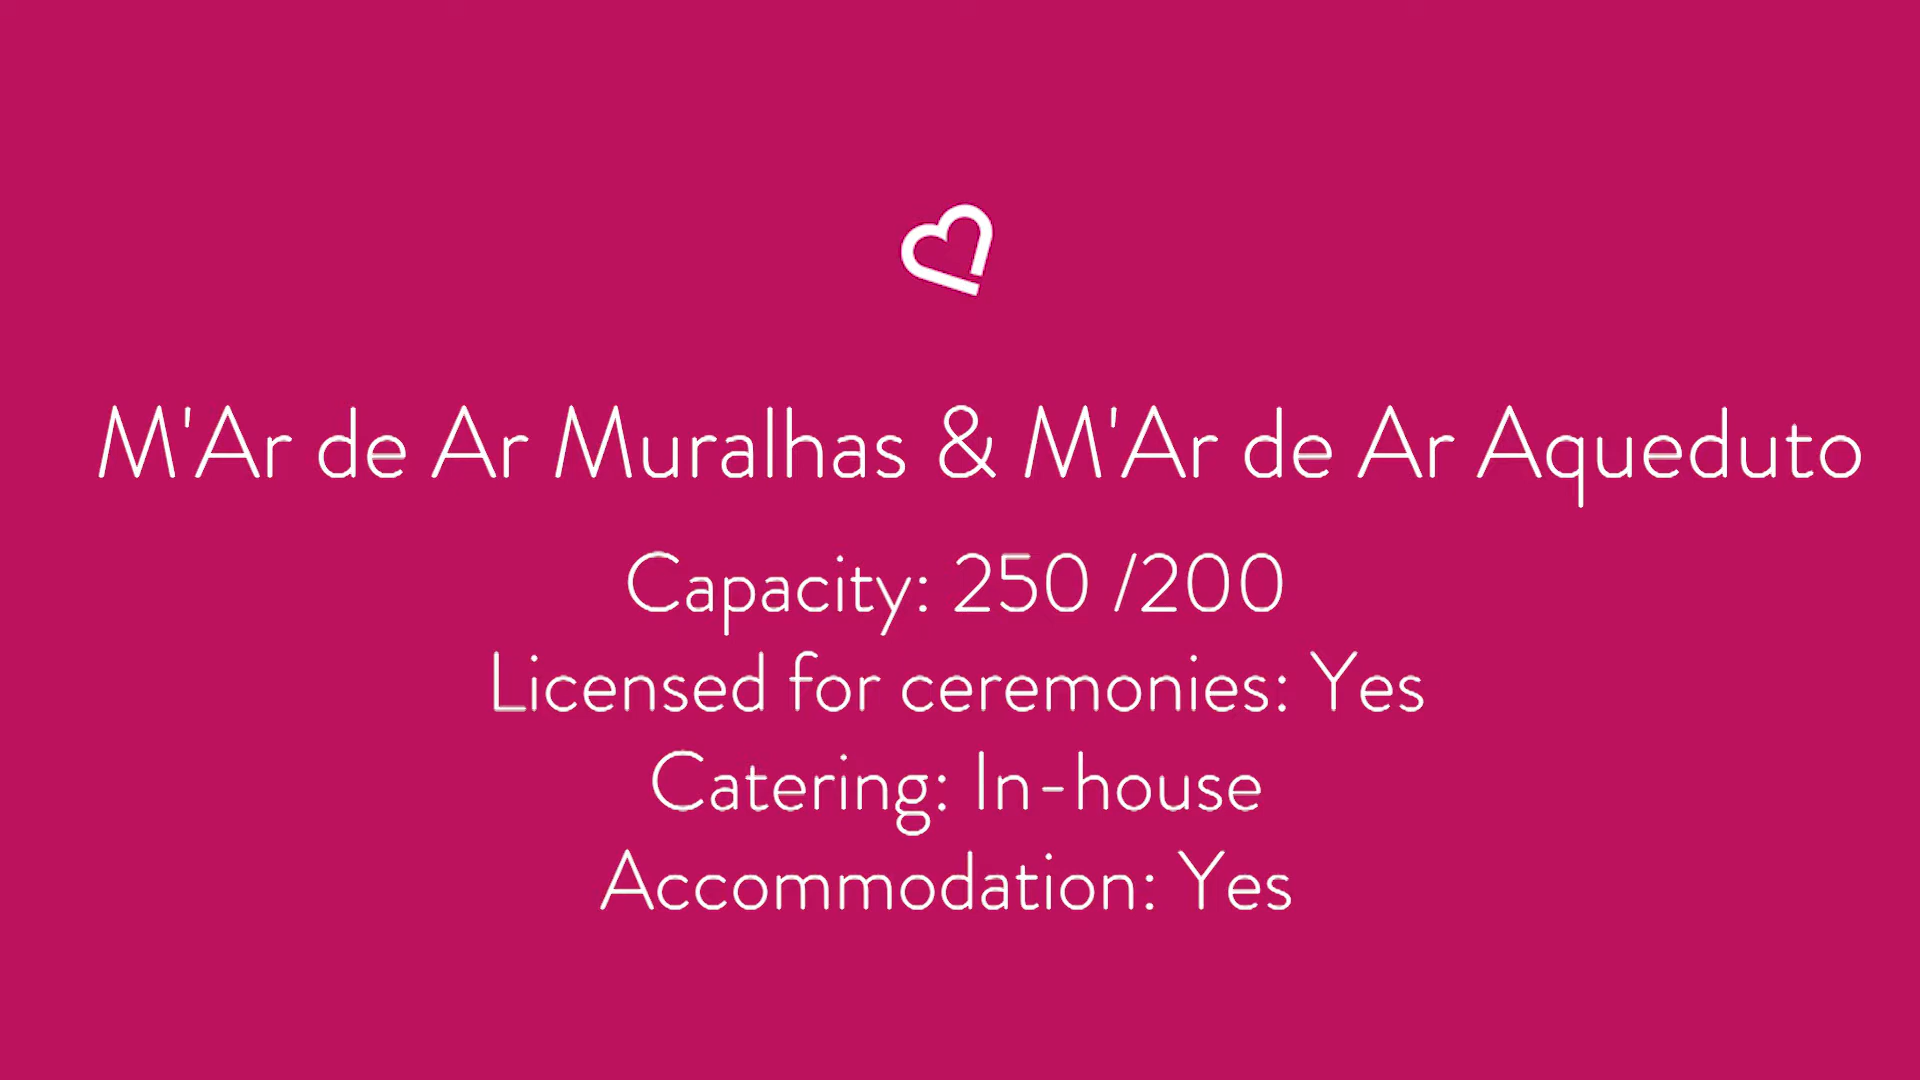 M'Ar de Ar Muralhas & M'Ar de Ar Aqueduto
Capacity: 250 /200
Licensed for ceremonies: Yes
Catering: In-house
Accommodation: Yes